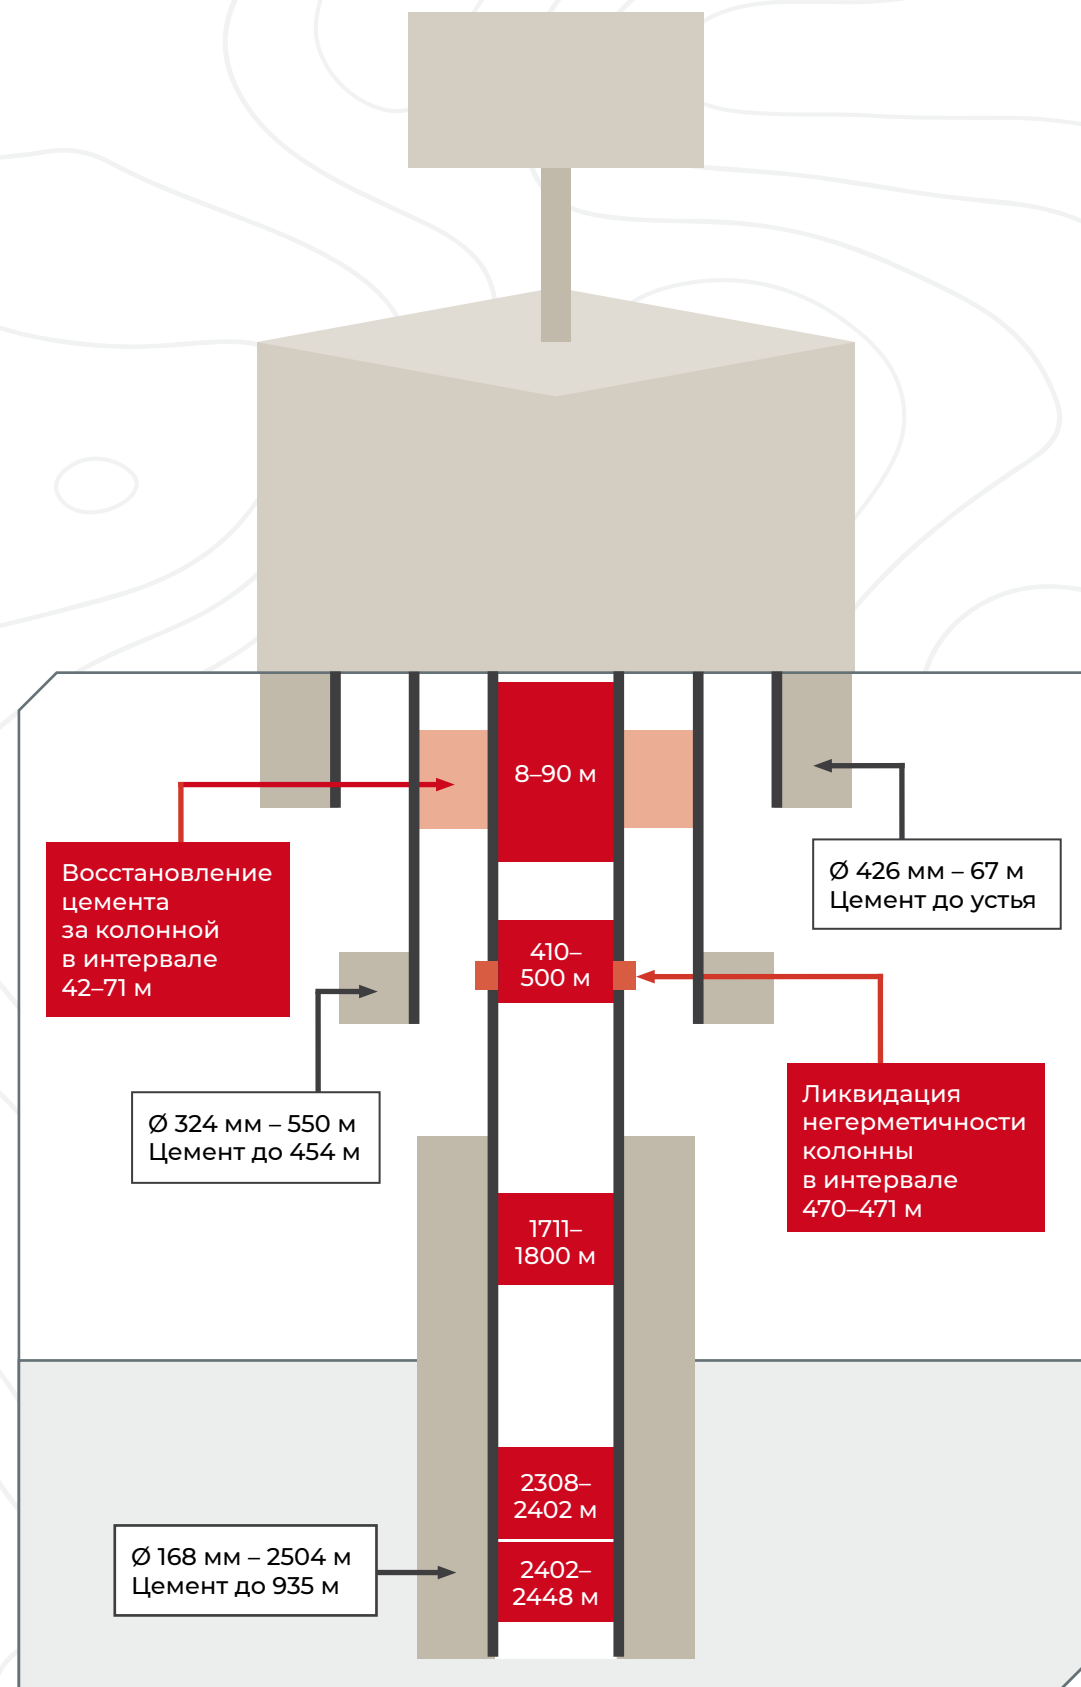 8–90 м
Ø 426 мм – 67 м
Цемент до устья
Восстановление
цемента
за колонной
в интервале
42–71 м
410–
500 м
Ø 324 мм – 550 м
Цемент до 454 м
Ликвидация
негерметичности
колонны
в интервале
470–471 м
1711–
1800 м
2308–
2402 м
Ø 168 мм – 2504 м
Цемент до 935 м
2402–
2448 м